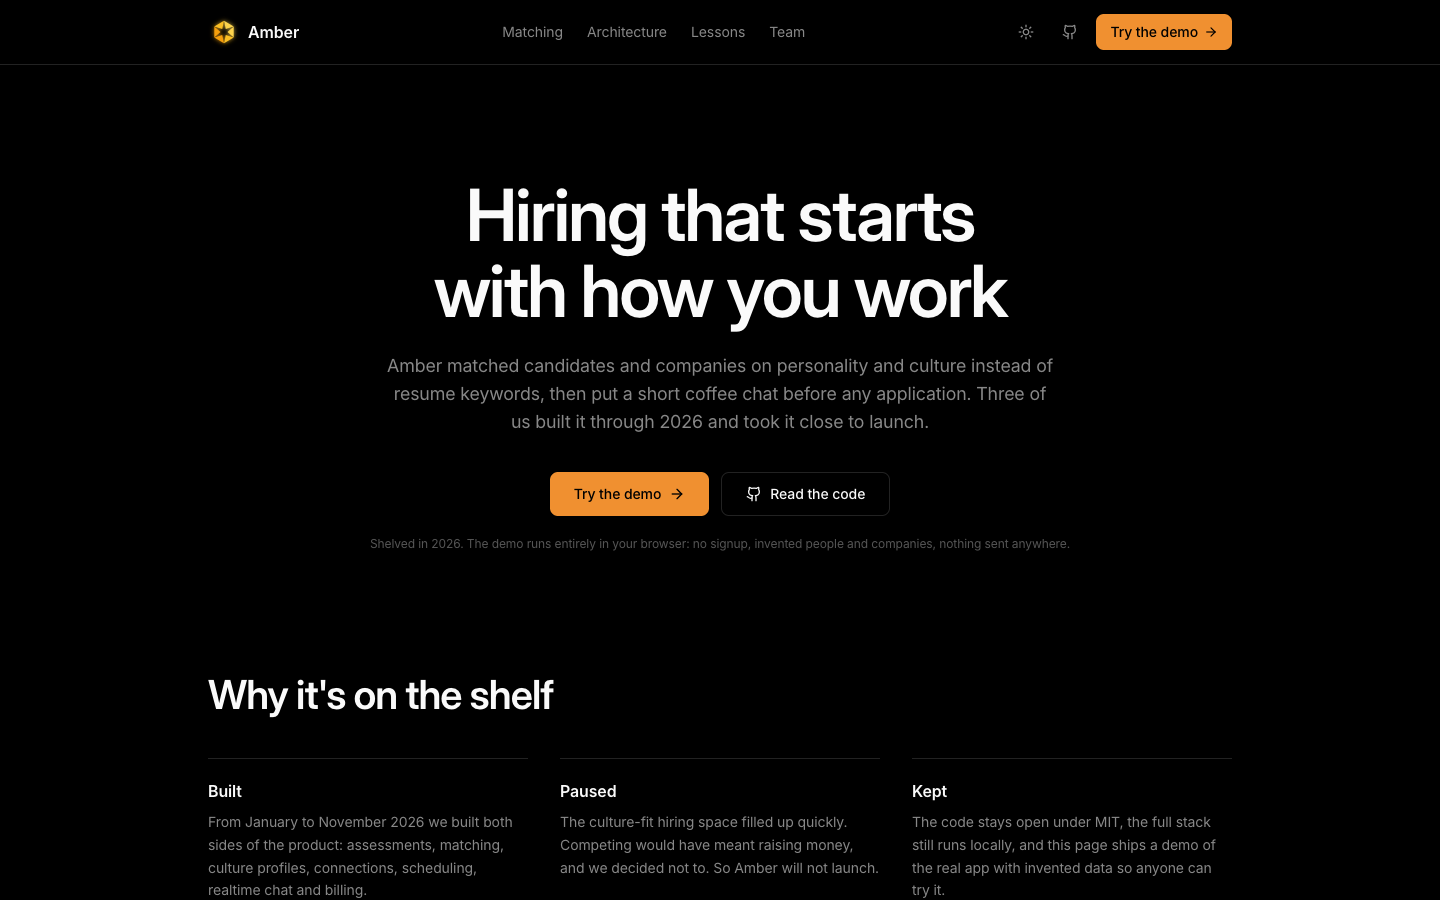 Amber
Matching
Architecture
Lessons
Team
Try the demo →
Hiring that starts
with how you work
Amber matched candidates and companies on personality and culture instead of
resume keywords, then put a short coffee chat before any application. Three of
us built it through 2026 and took it close to launch.
Try the demo →
Read the code
Shelved in 2026. The demo runs entirely in your browser: no signup, invented people and companies, nothing sent anywhere.
Why it's on the shelf
Built
From January to November 2026 we built both
sides of the product: assessments, matching,
culture profiles, connections, scheduling,
realtime chat and billing.
Paused
The culture-fit hiring space filled up quickly.
Competing would have meant raising money,
and we decided not to. So Amber will not launch.
Kept
The code stays open under MIT, the full stack
still runs locally, and this page ships a demo of
the real app with invented data so anyone can
try it.